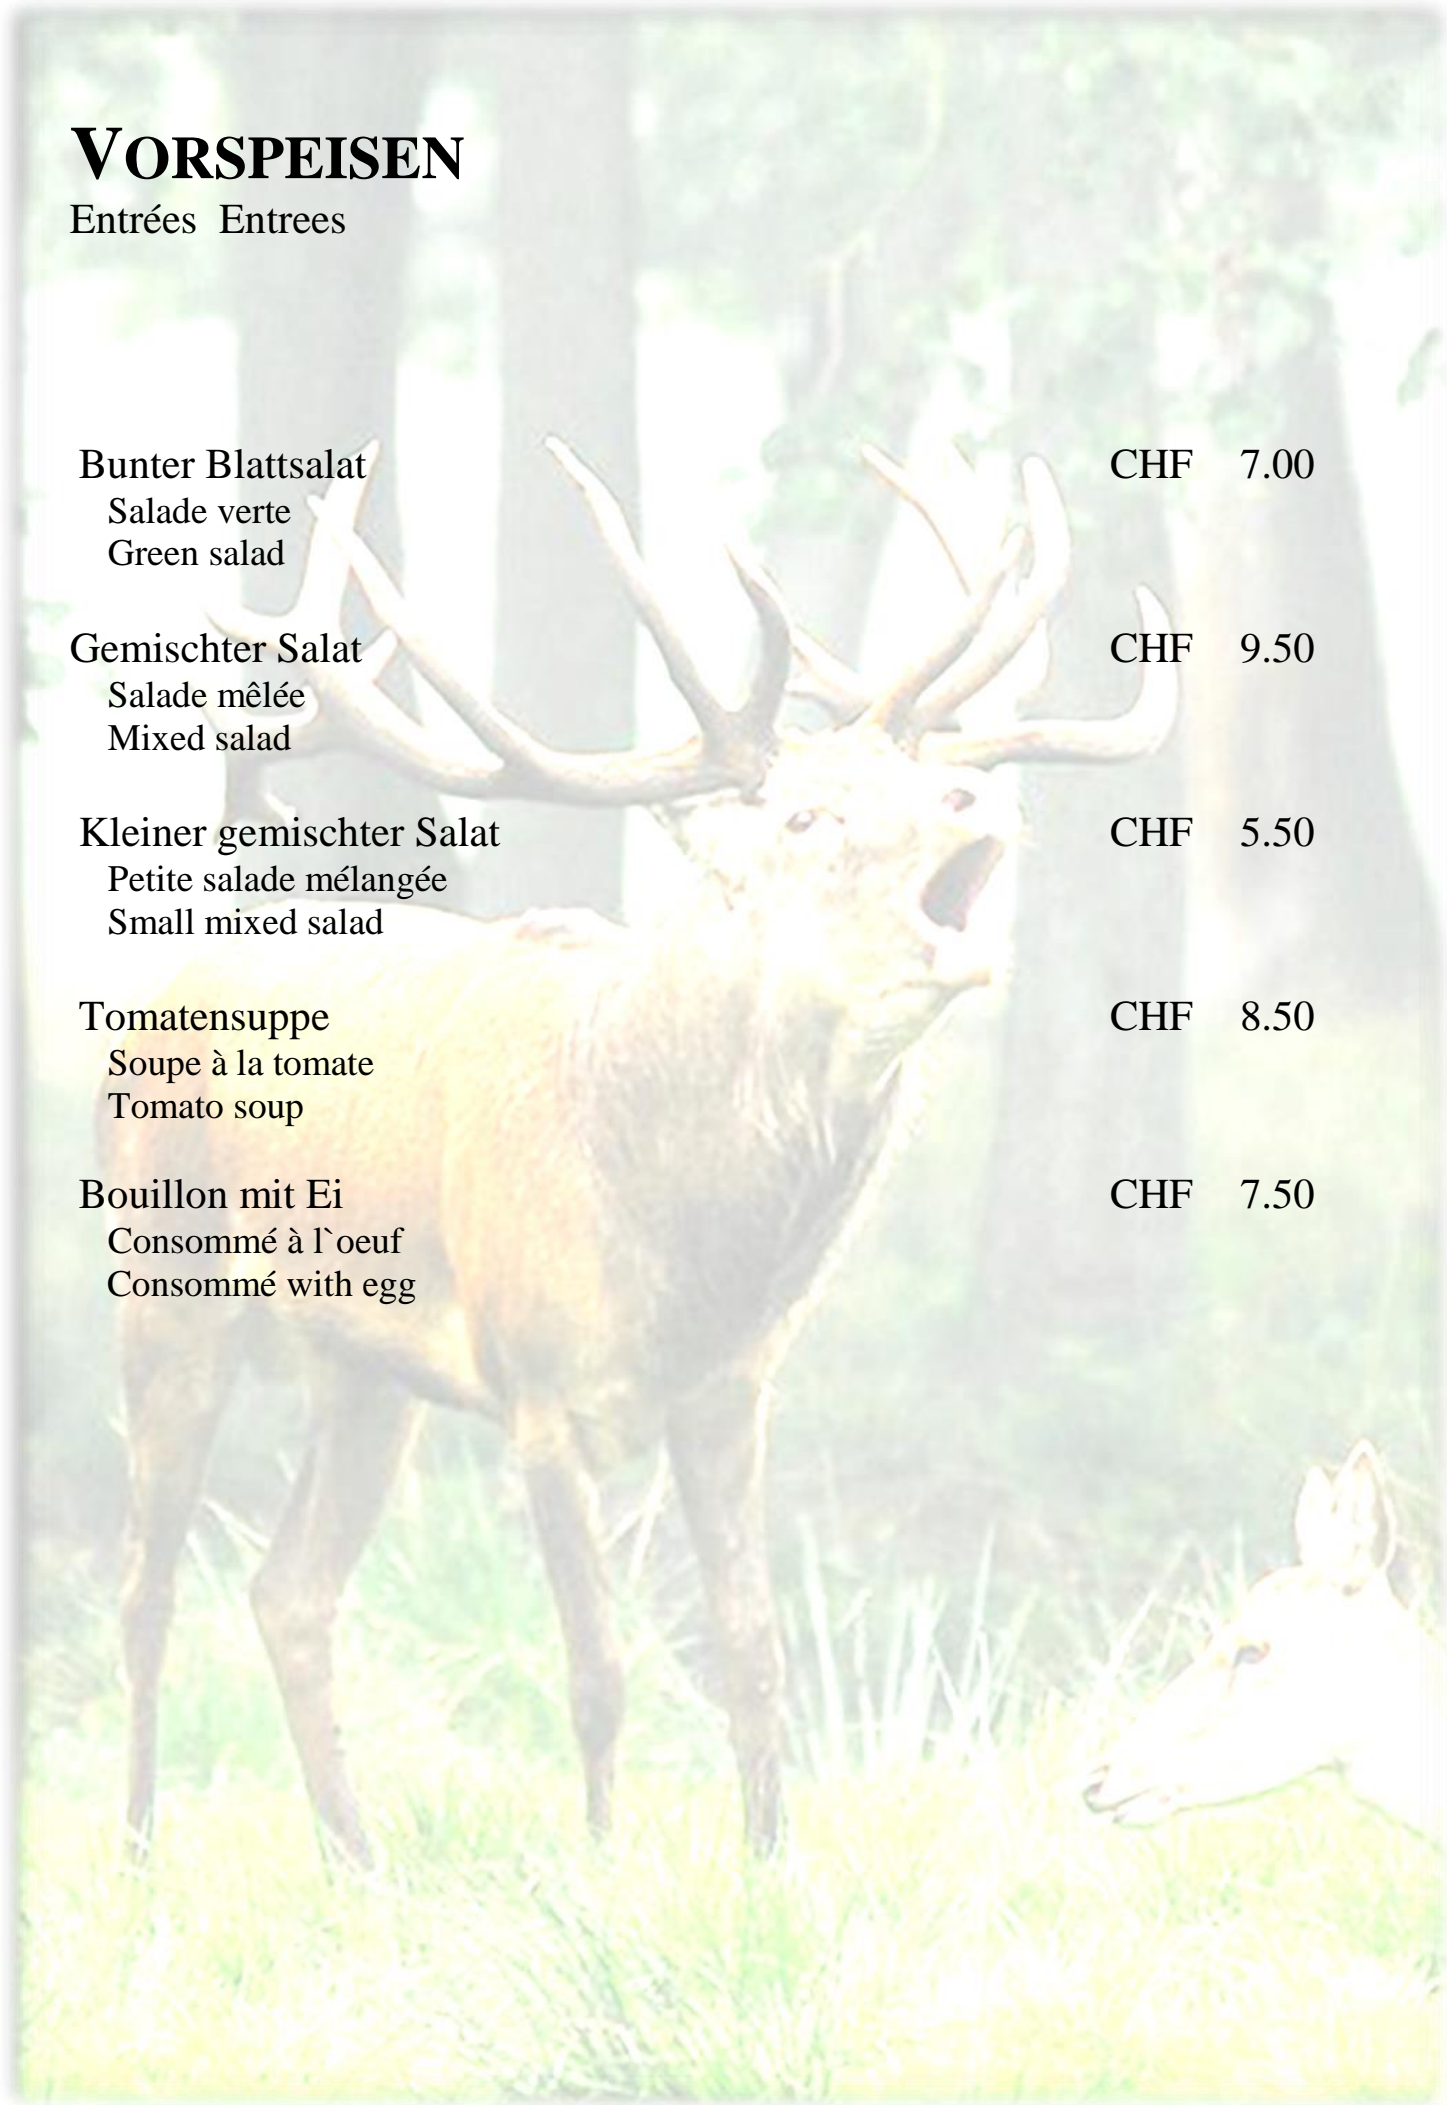 VORSPEISEN
Entrées Entrees
Bunter Blattsalat CHF 7.00
Salade verte
Green salad
Gemischter Salat CHF 9.50
Salade mêlée
Mixed salad
Kleiner gemischter Salat CHF 5.50
Petite salade mélangée
Small mixed salad
Tomatensuppe CHF 8.50
Soupe à la tomate
Tomato soup
Bouillon mit Ei CHF 7.50
Consommé à l`oeuf
Consommé with egg